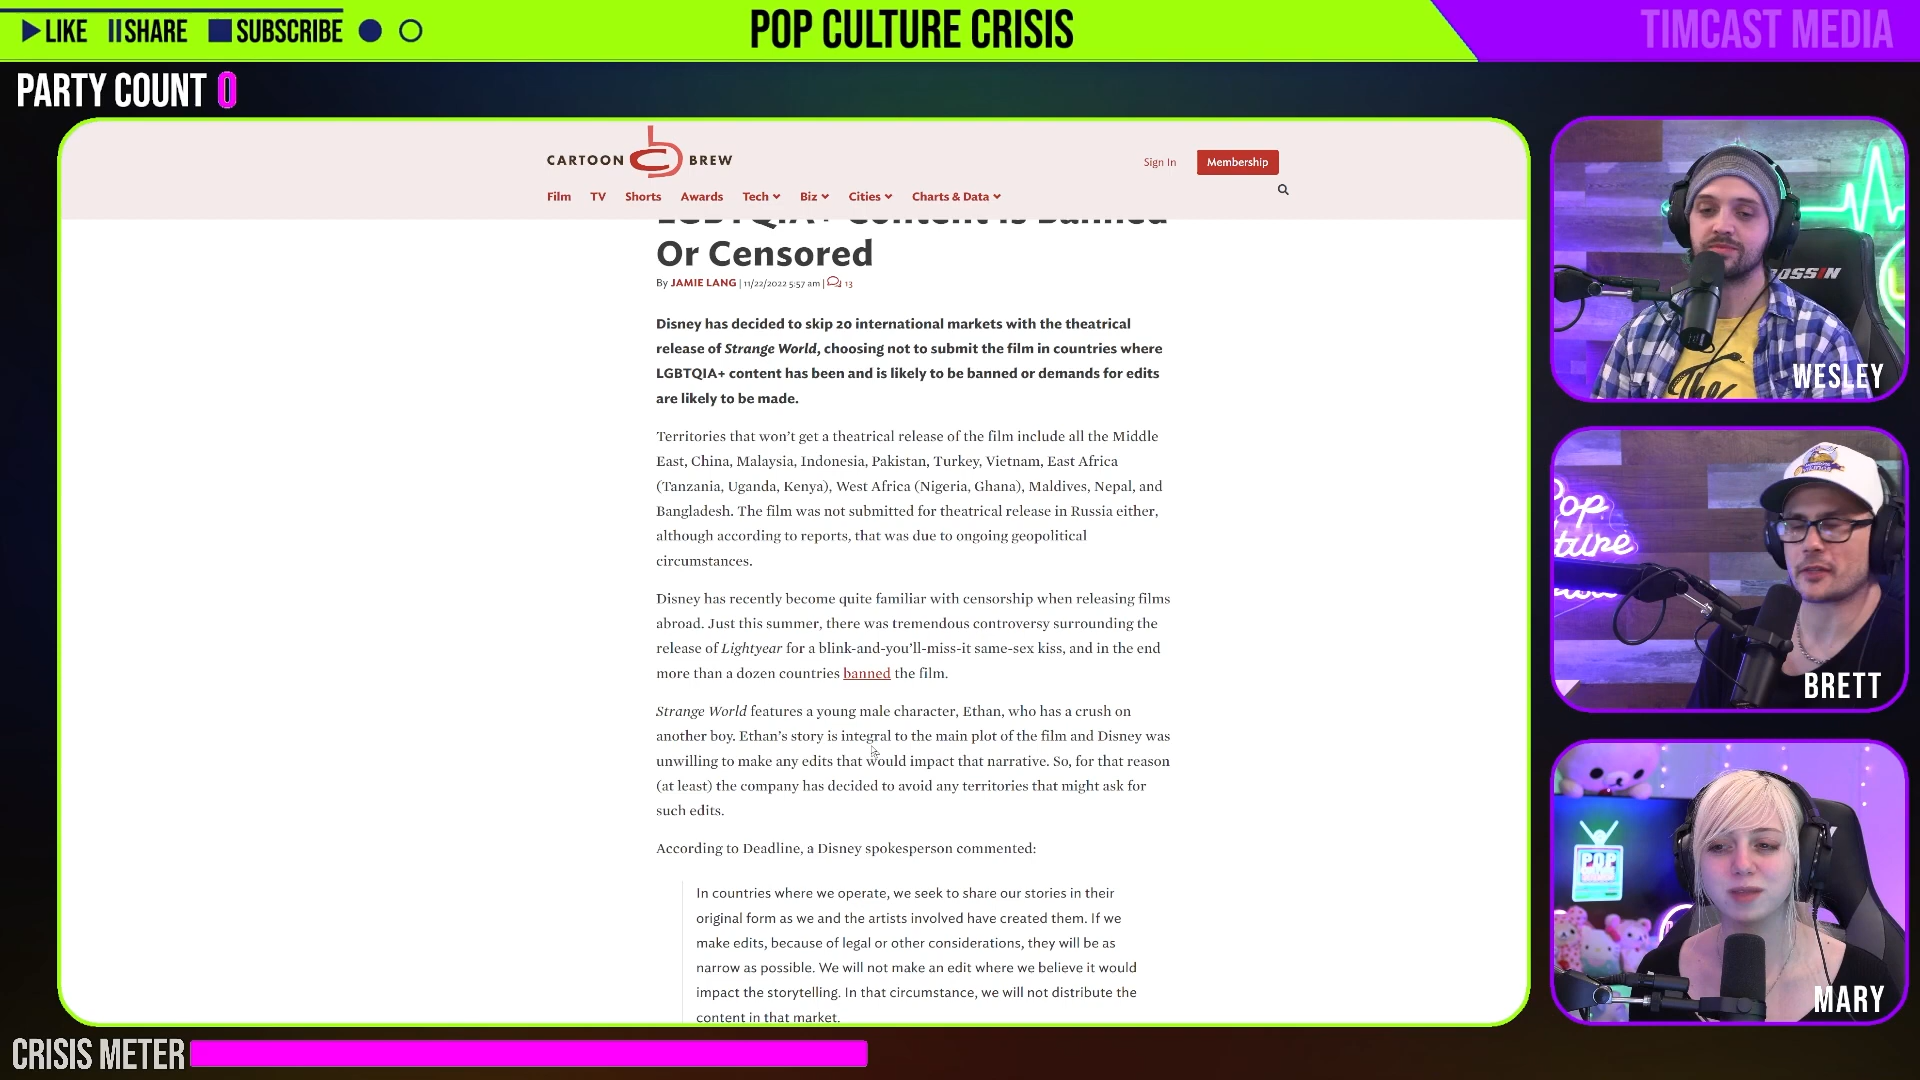 LIKE SHARE SUBSCRIBE
POP CULTURE CRISIS
TIMCAST MEDIA
PARTY COUNT 0
CARTOON BREW
Sign In
Membership
Film TV Shorts Awards Tech Biz Cities Charts & Data
LGBTQIA+ Content Is Banned
Or Censored
By JAMIE LANG | 11/22/2022 5:57 am | 13
Disney has decided to skip 20 international markets with the theatrical
release of Strange World, choosing not to submit the film in countries where
LGBTQIA+ content has been and is likely to be banned or demands for edits
are likely to be made.
Territories that won't get a theatrical release of the film include all the Middle
East, China, Malaysia, Indonesia, Pakistan, Turkey, Vietnam, East Africa
(Tanzania, Uganda, Kenya), West Africa (Nigeria, Ghana), Maldives, Nepal, and
Bangladesh. The film was not submitted for theatrical release in Russia either,
although according to reports, that was due to ongoing geopolitical
circumstances.
Disney has recently become quite familiar with censorship when releasing films
abroad. Just this summer, there was tremendous controversy surrounding the
release of Lightyear for a blink-and-you'll-miss-it same-sex kiss, and in the end
more than a dozen countries banned the film.
Strange World features a young male character, Ethan, who has a crush on
another boy. Ethan's story is integral to the main plot of the film and Disney was
unwilling to make any edits that would impact that narrative. So, for that reason
(at least) the company has decided to avoid any territories that might ask for
such edits.
According to Deadline, a Disney spokesperson commented:
In countries where we operate, we seek to share our stories in their
original form as we and the artists involved have created them. If we
make edits, because of legal or other considerations, they will be as
narrow as possible. We will not make an edit where we believe it would
impact the storytelling. In that circumstance, we will not distribute the
content in that market.
The
WESLEY
Pop
BRETT
POP
MARY
CRISIS METER